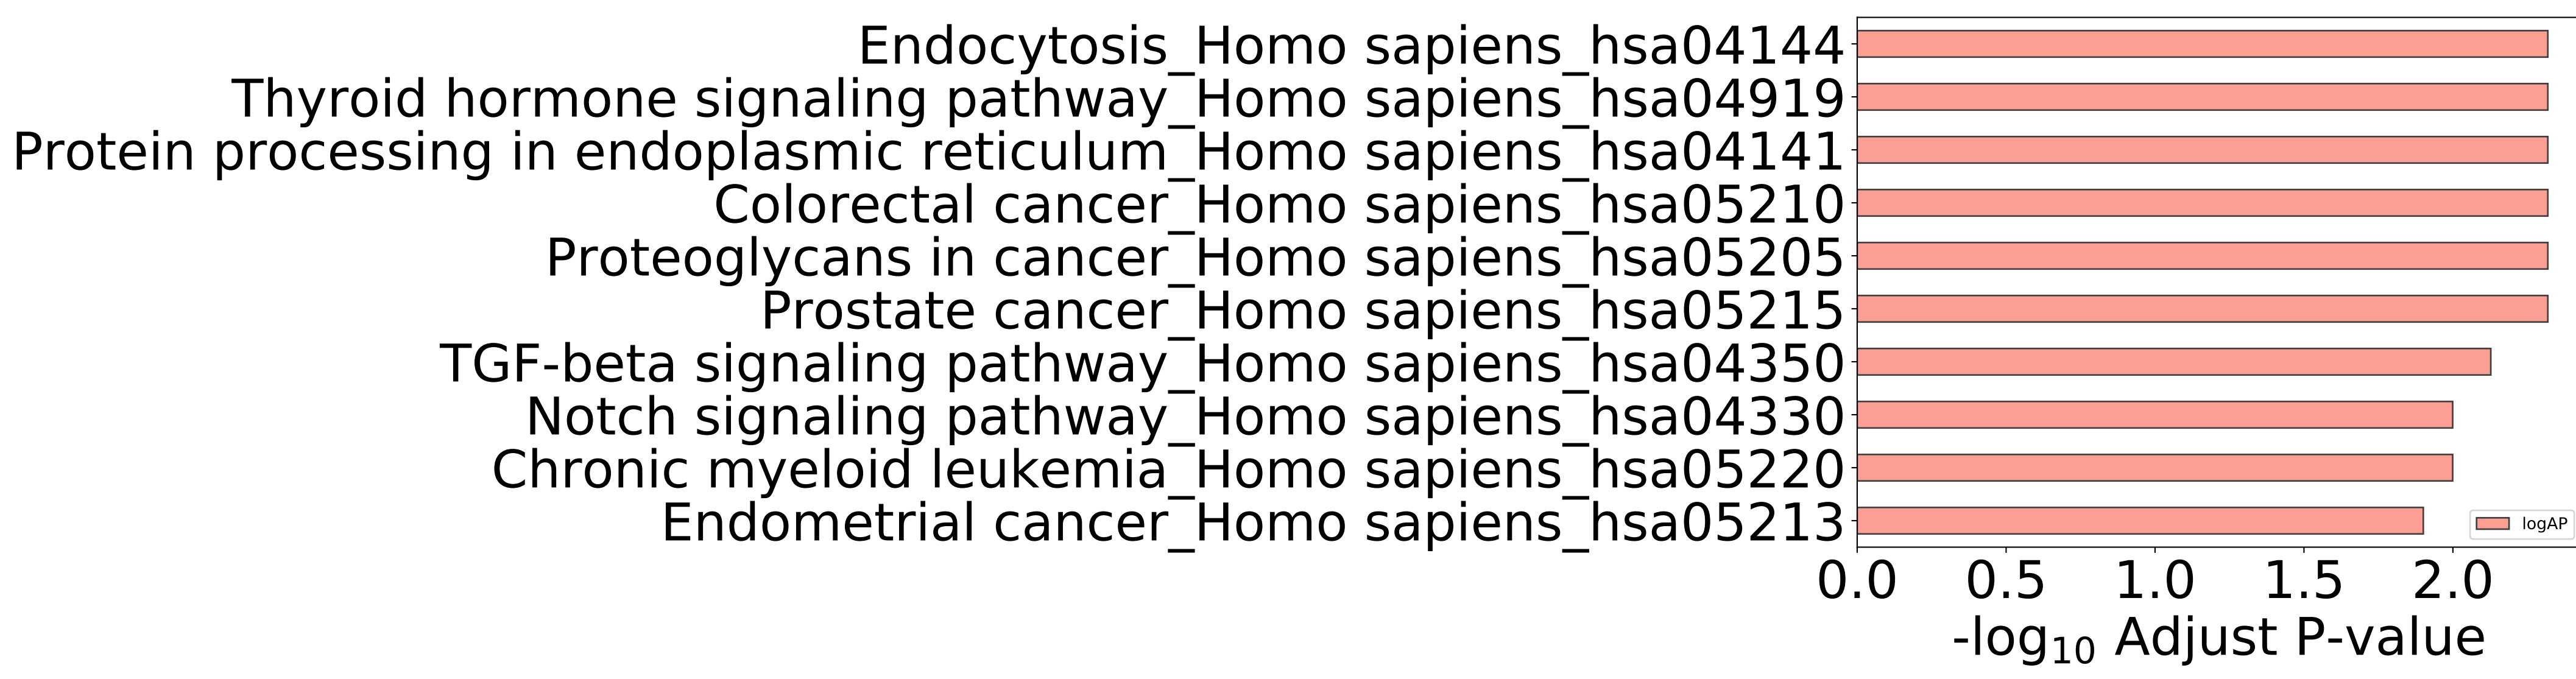 Endocytosis_Homo sapiens_hsa04144
Thyroid hormone signaling pathway_Homo sapiens_hsa04919
Protein processing in endoplasmic reticulum_Homo sapiens_hsa04141
Colorectal cancer_Homo sapiens_hsa05210
Proteoglycans in cancer_Homo sapiens_hsa05205
Prostate cancer_Homo sapiens_hsa05215
TGF-beta signaling pathway_Homo sapiens_hsa04350
Notch signaling pathway_Homo sapiens_hsa04330
Chronic myeloid leukemia_Homo sapiens_hsa05220
Endometrial cancer_Homo sapiens_hsa05213
logAP
0.0 0.5 1.0 1.5 2.0
-log₁₀ Adjust P-value